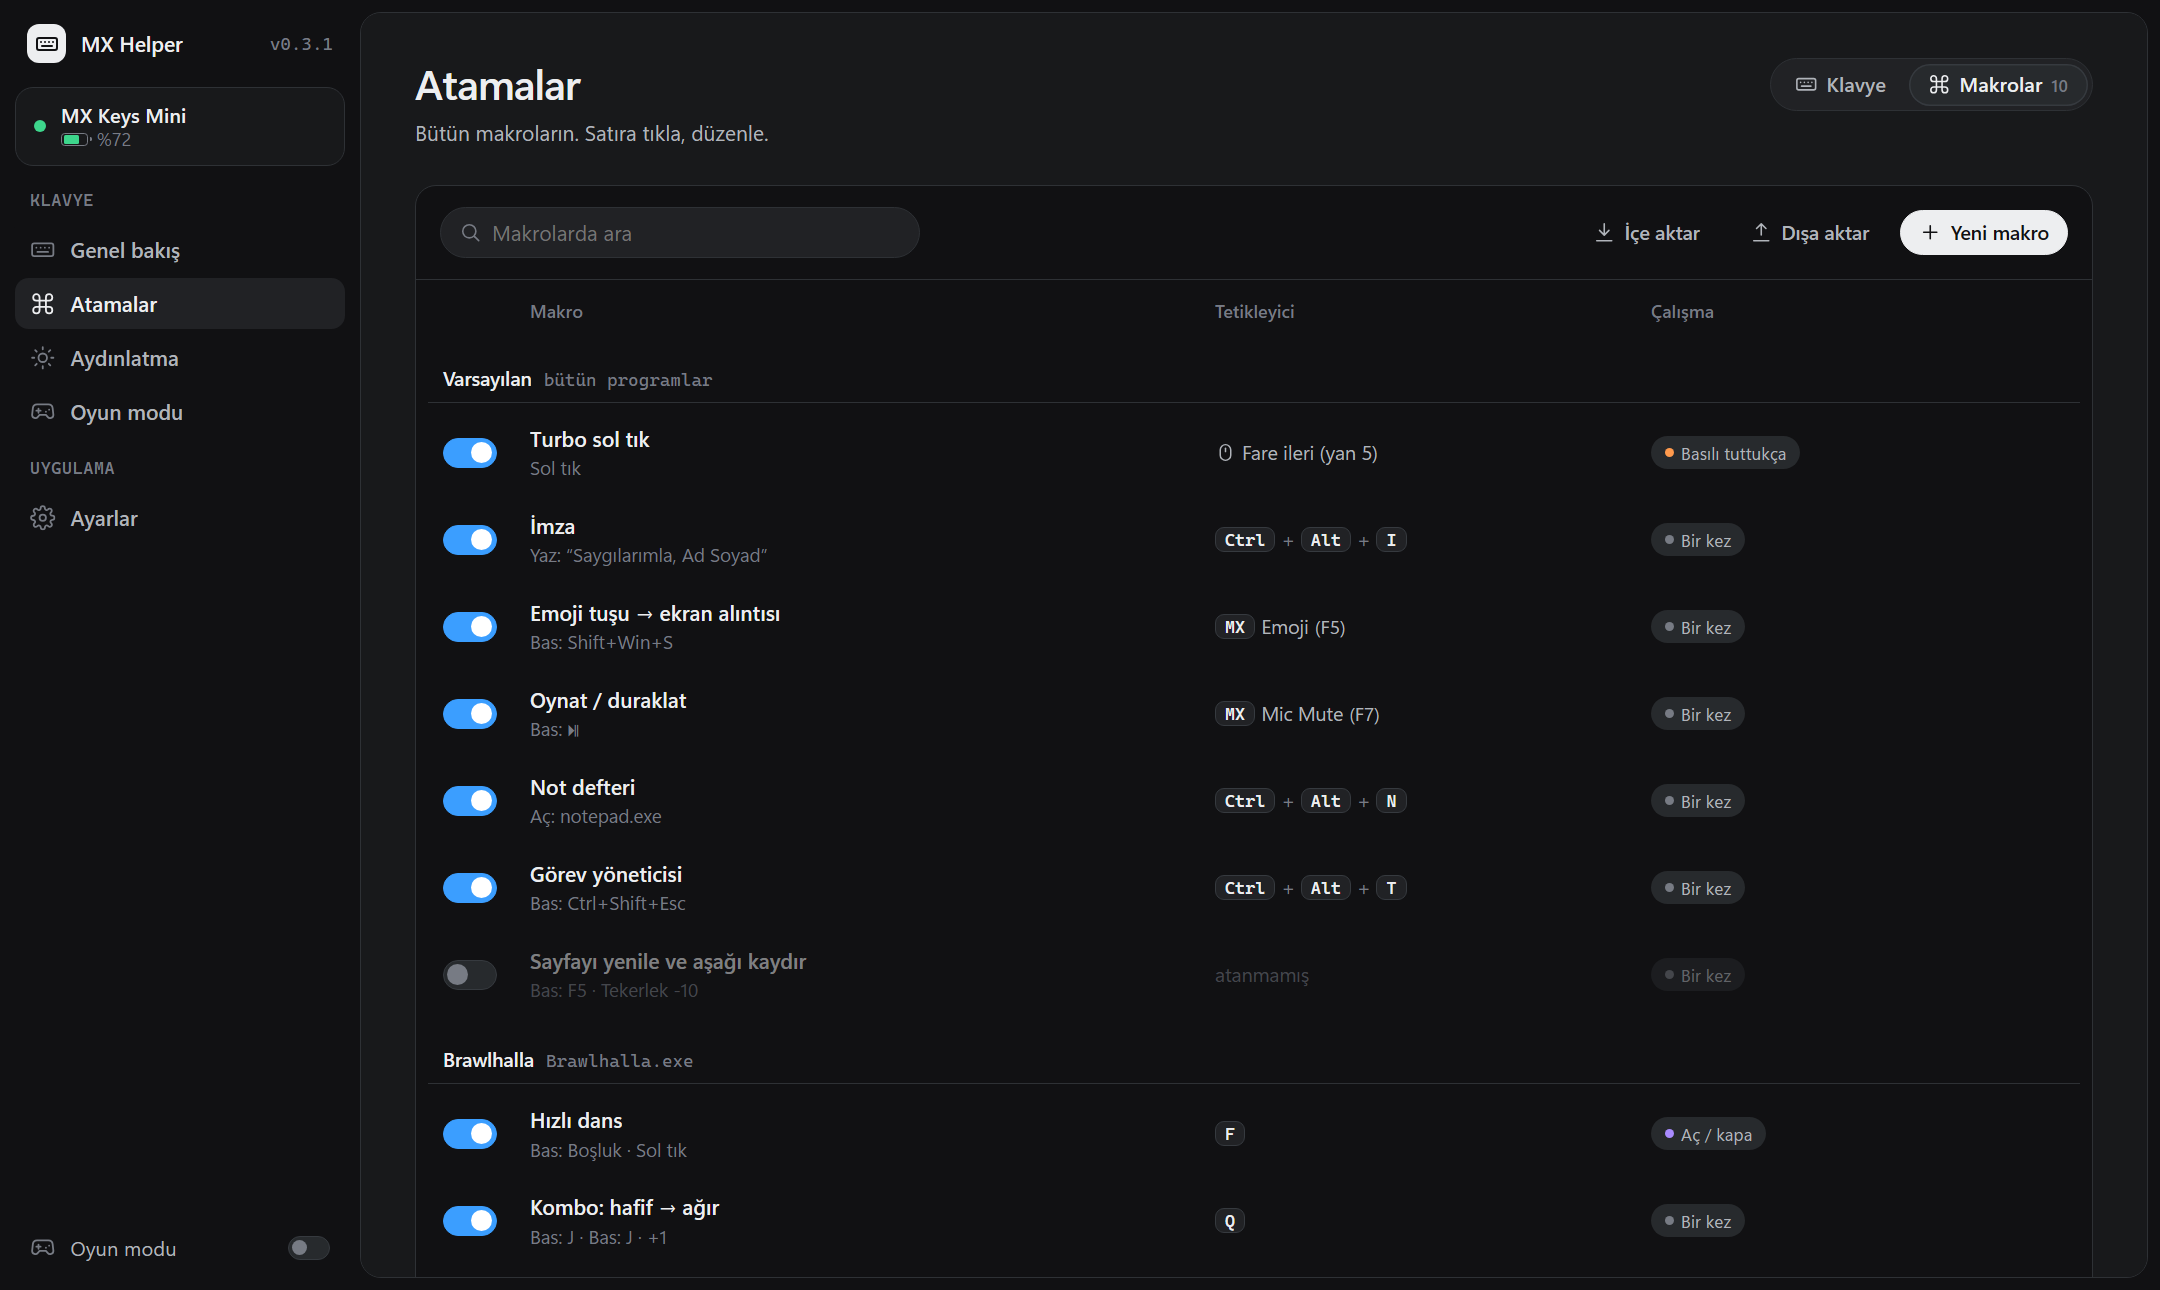 MX Helper v0.3.1
MX Keys Mini
%72
KLAVYE
Genel bakış
Atamalar
Aydınlatma
Oyun modu
UYGULAMA
Ayarlar
Oyun modu
Atamalar
Bütün makroların. Satıra tıkla, düzenle.
Klavye Makrolar 10
Makrolarda ara
İçe aktar Dışa aktar + Yeni makro
Makro Tetikleyici Çalışma
Varsayılan bütün programlar
Turbo sol tık
Sol tık
Fare ileri (yan 5)
Basılı tuttukça
İmza
Yaz: “Saygılarımla, Ad Soyad”
Ctrl + Alt + I
Bir kez
Emoji tuşu → ekran alıntısı
Bas: Shift+Win+S
MX Emoji (F5)
Bir kez
Oynat / duraklat
Bas: ⏯
MX Mic Mute (F7)
Bir kez
Not defteri
Aç: notepad.exe
Ctrl + Alt + N
Bir kez
Görev yöneticisi
Bas: Ctrl+Shift+Esc
Ctrl + Alt + T
Bir kez
Sayfayı yenile ve aşağı kaydır
Bas: F5 · Tekerlek -10
atanmamış
Bir kez
Brawlhalla Brawlhalla.exe
Hızlı dans
Bas: Boşluk · Sol tık
F
Aç / kapa
Kombo: hafif → ağır
Bas: J · Bas: J · +1
Q
Bir kez